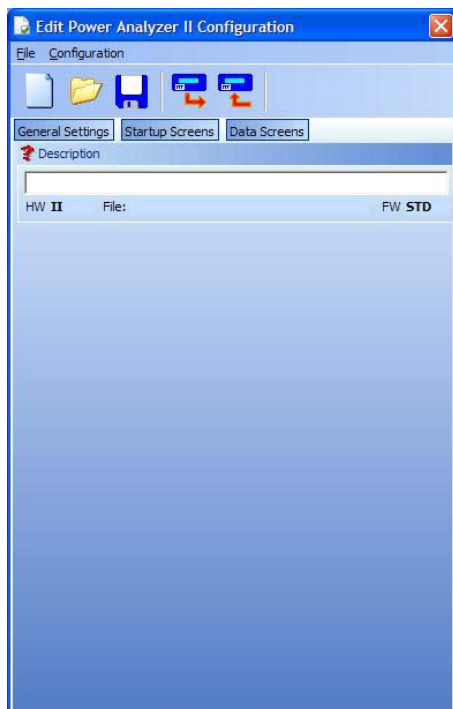 Edit Power Analyzer II Configuration
File Configuration
General Settings Startup Screens Data Screens
Description
HW II File: FW STD